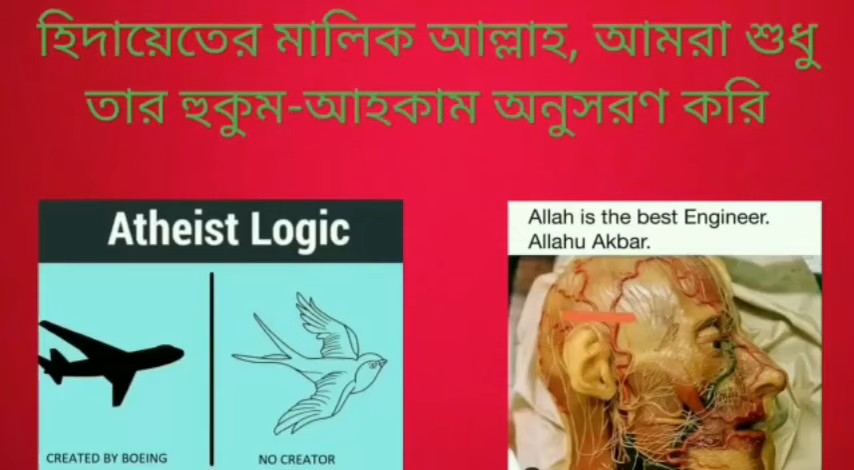 হিদায়েতের মালিক আল্লাহ, আমরা শুধু
তার হুকুম-আহকাম অনুসরণ করি
Atheist Logic
CREATED BY BOEING
NO CREATOR
Allah is the best Engineer.
Allahu Akbar.